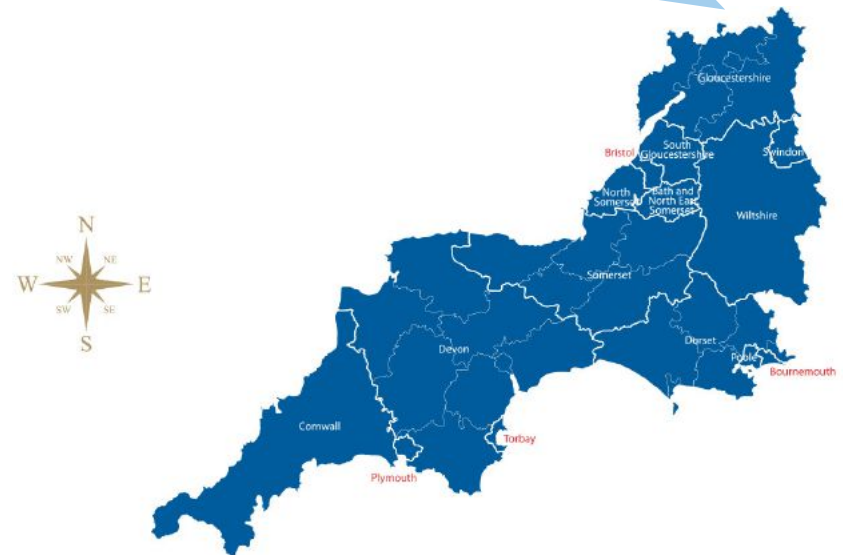 Gloucestershire
South
Gloucestershire
Swindon
Bristol
North
Somerset
Bath and
North East
Somerset
Wiltshire
N
NW
NE
W
E
SW
SE
S
Somerset
Devon
Dorset
Poole
Bournemouth
Cornwall
Torbay
Plymouth